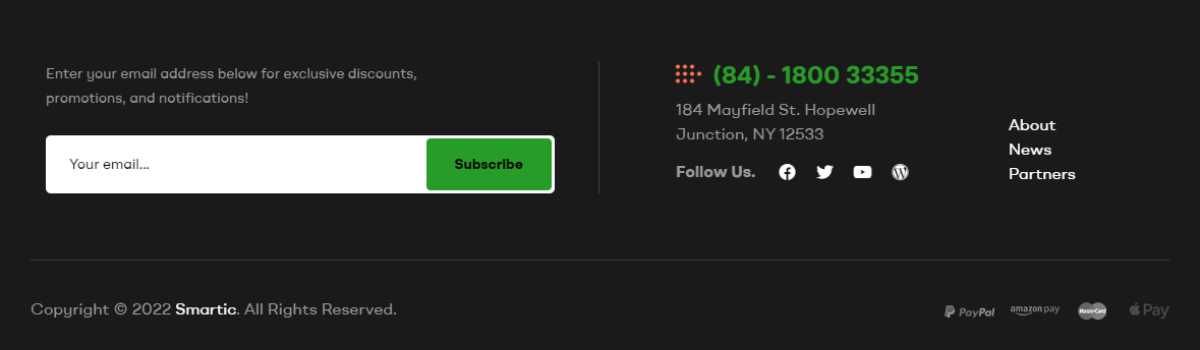 Enter your email address below for exclusive discounts,
promotions, and notifications!
Your email...
Subscribe
(84) - 1800 33355
184 Mayfield St. Hopewell
Junction, NY 12533
Follow Us.
About
News
Partners
Copyright © 2022 Smartic. All Rights Reserved.
PayPal
amazon pay
MasterCard
Pay